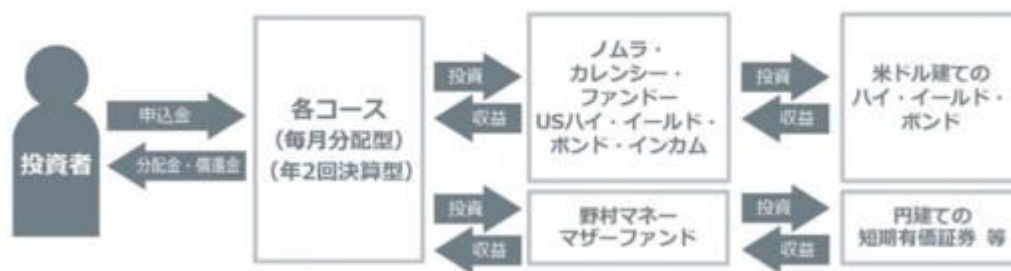 投資者
申込金
分配金・償還金
各コース
(毎月分配型)
(年2回決算型)
投資
収益
ノムラ・
カレンシー・
ファンドー
USハイ・イールド・
ボンド・インカム
投資
収益
米ドル建ての
ハイ・イールド・
ボンド
投資
収益
野村マネー
マザーファンド
投資
収益
円建ての
短期有価証券 等